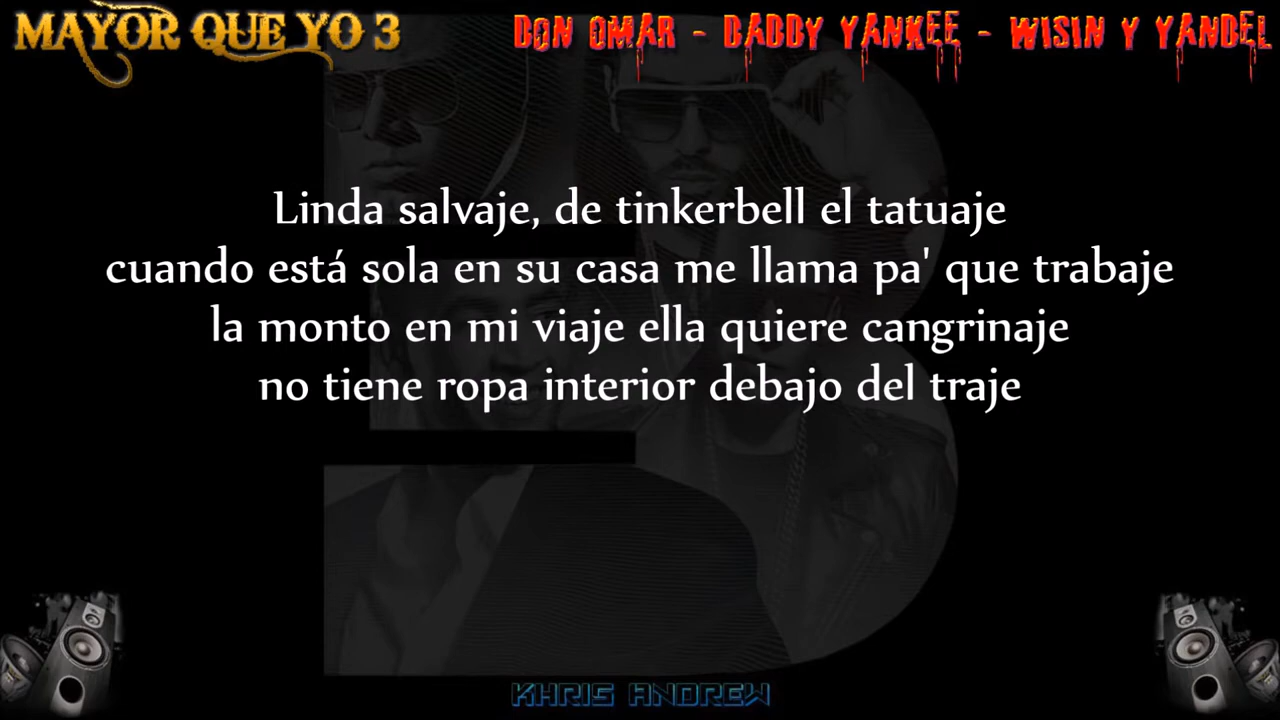 MAYOR QUE YO 3
DON OMAR - DADDY YANKEE - WISIN Y YANDEL
Linda salvaje, de tinkerbell el tatuaje
cuando está sola en su casa me llama pa' que trabaje
la monto en mi viaje ella quiere cangrinaje
no tiene ropa interior debajo del traje
KHRIS ANDREW